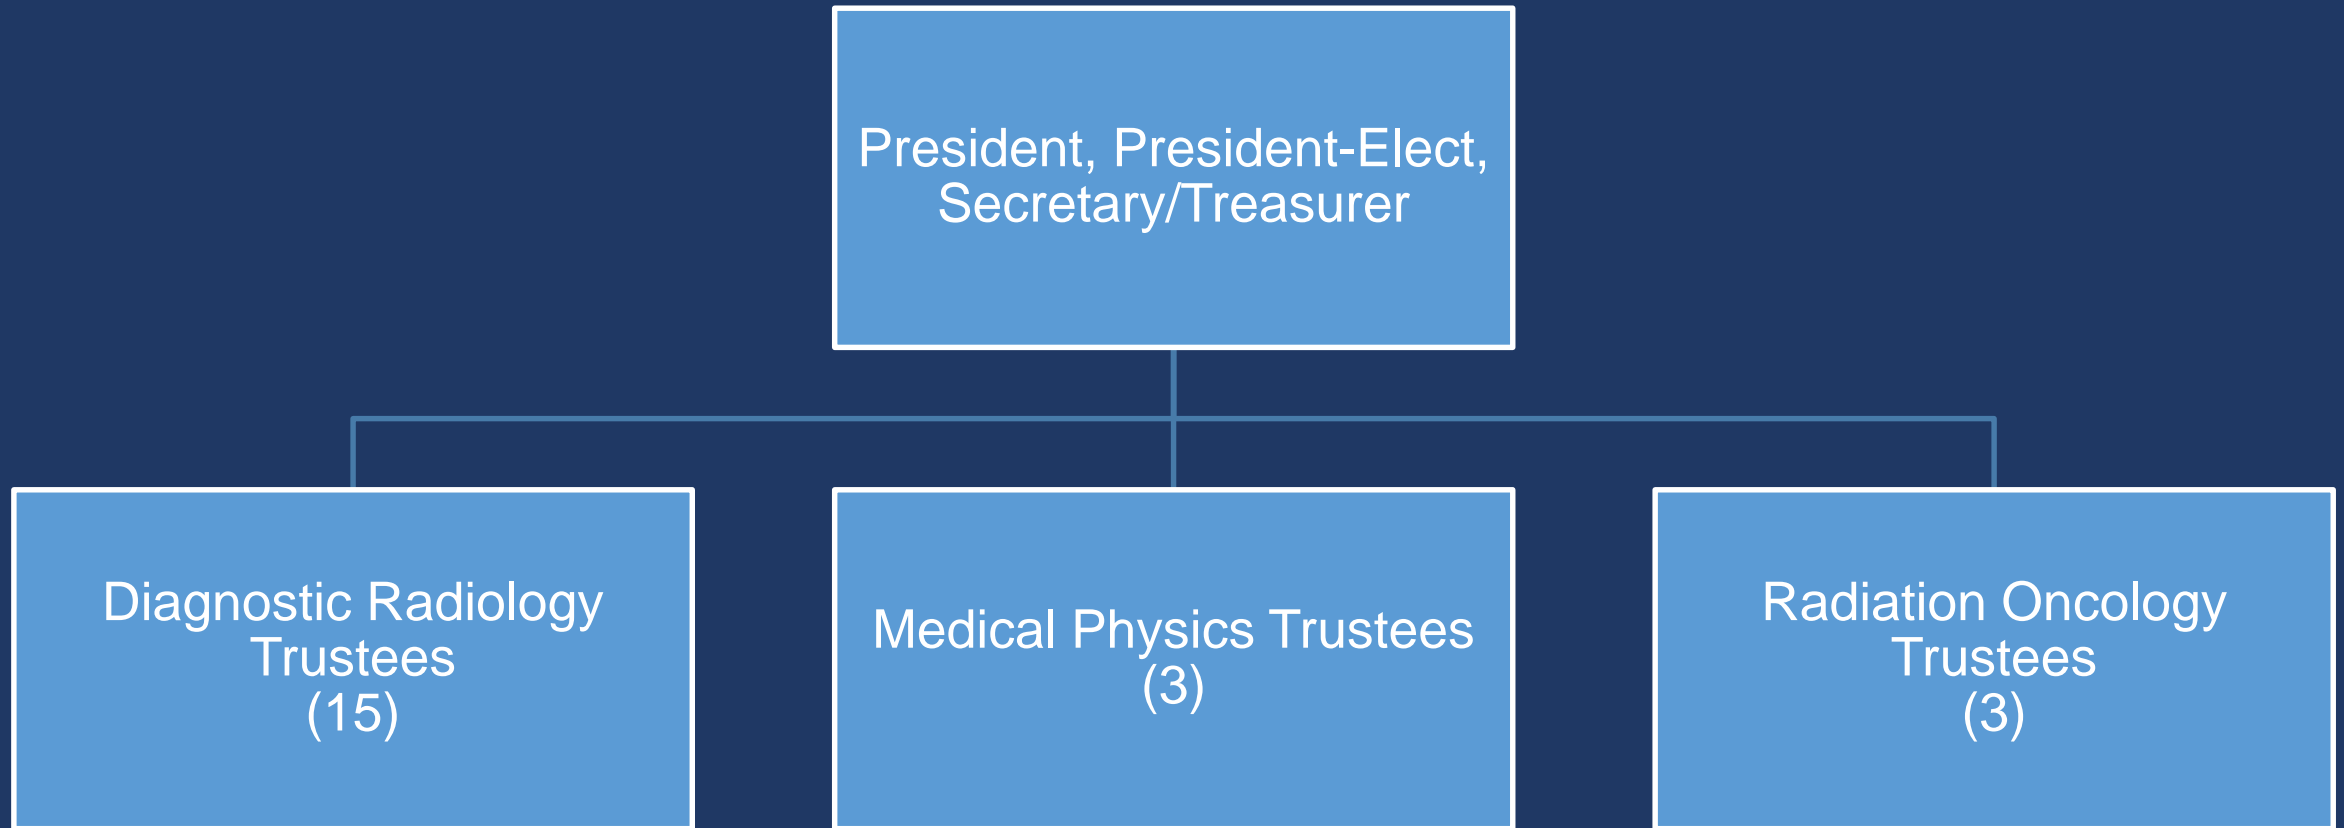 President, President-Elect,
Secretary/Treasurer
Diagnostic Radiology
Trustees
(15)
Medical Physics Trustees
(3)
Radiation Oncology
Trustees
(3)